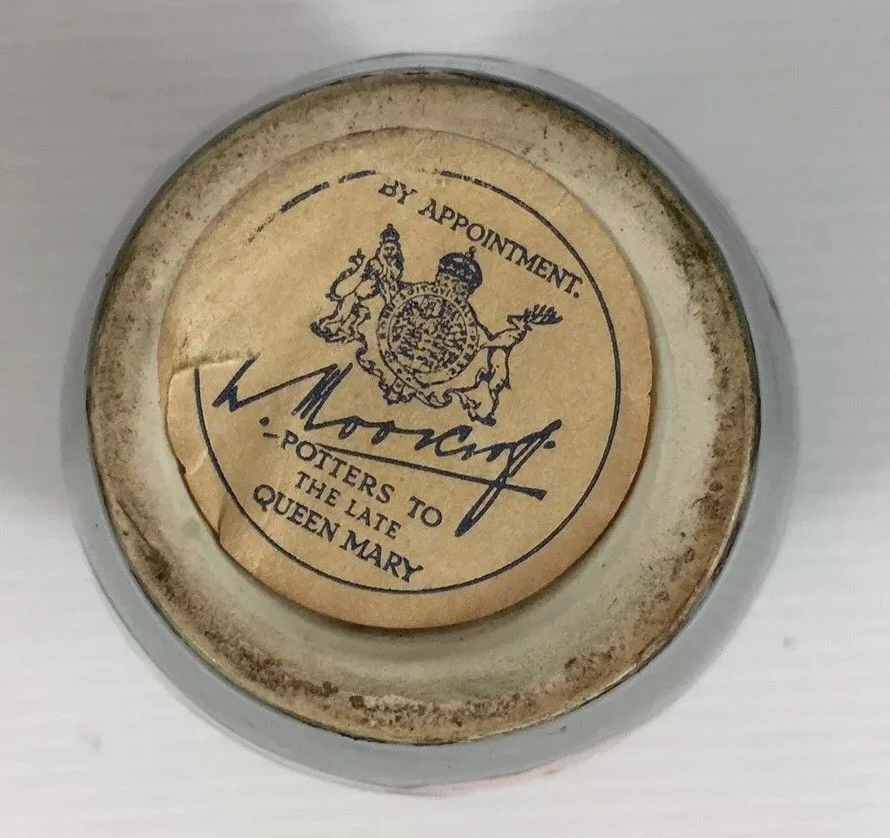 BY APPOINTMENT.
W. Moorcroft
POTTERS TO
THE LATE
QUEEN MARY